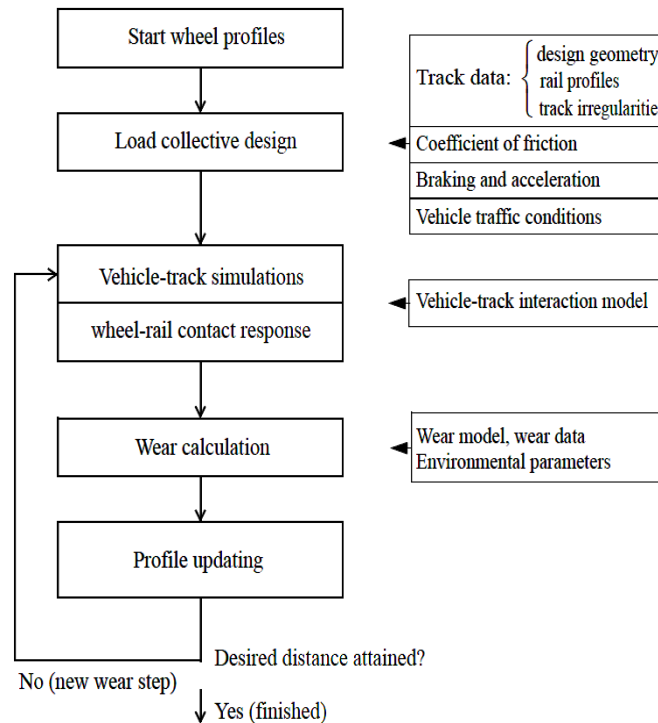 Start wheel profiles
design geometry
Track data:
rail profiles
track irregularitie
Load collective design
Coefficient of friction
Braking and acceleration
Vehicle traffic conditions
Vehicle-track simulations
Vehicle-track interaction model
wheel-rail contact response
Wear calculation
Wear model, wear data
Environmental parameters
Profile updating
Desired distance attained?
No (new wear step)
Yes (finished)